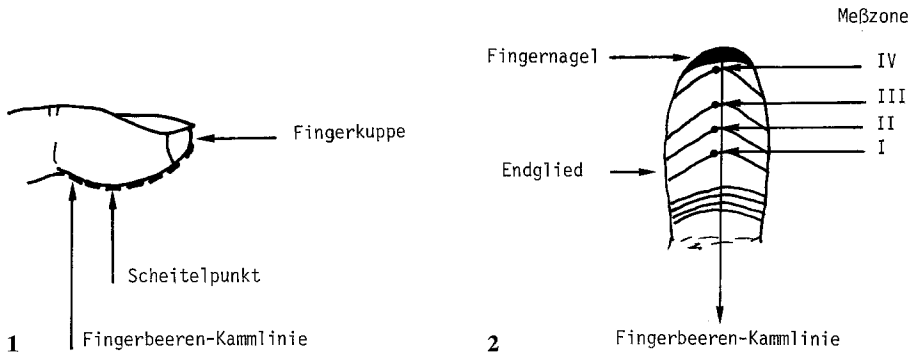 Fingerkuppe
Scheitelpunkt
1 Fingerbeeren-Kammlinie
Meßzone
Fingernagel
IV
III
II
I
Endglied
2 Fingerbeeren-Kammlinie